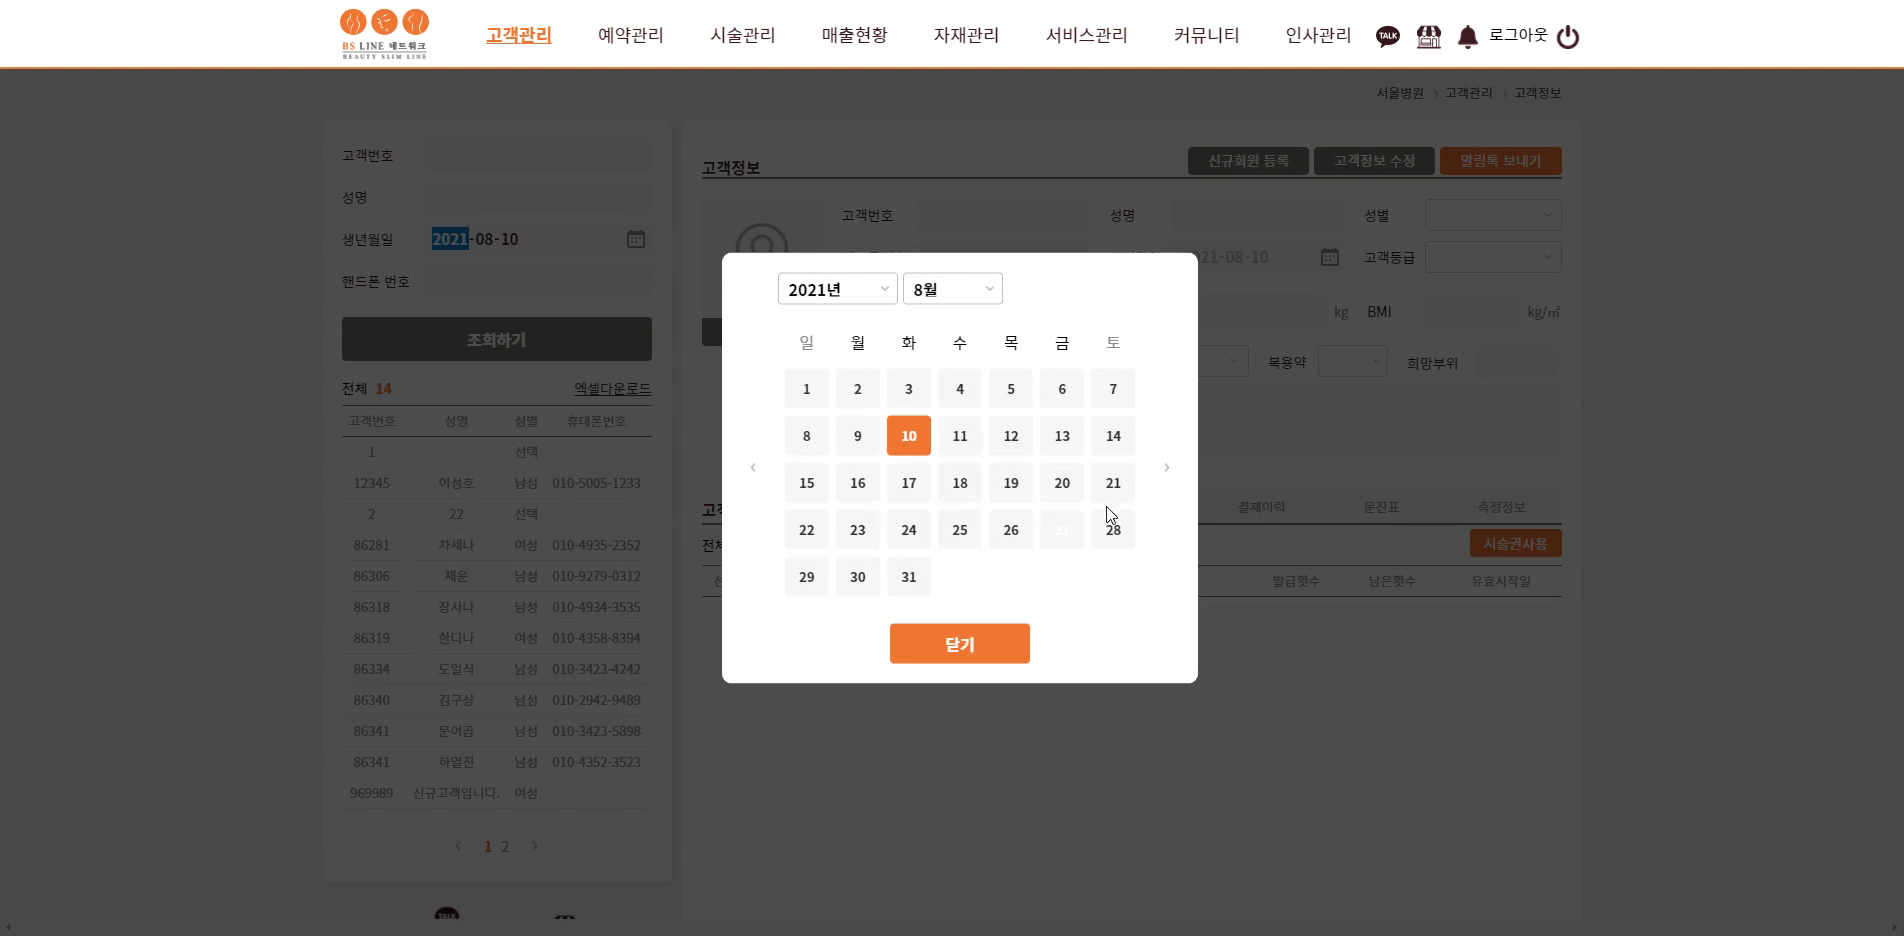 BS LINE 네트워크
BEAUTY SLIM LINE
고객관리 예약관리 시술관리 매출현황 자재관리 서비스관리 커뮤니티 인사관리 TALK 로그아웃
서울병원 > 고객관리 > 고객정보
고객번호
성명
생년월일 2021-08-10
핸드폰 번호
조회하기
전체 14 엑셀다운로드
고객번호 성명 성별 휴대폰번호
1 선택
12345 이성호 남성 010-5005-1233
2 22 선택
86281 차세나 여성 010-4935-2352
86306 채운 남성 010-9279-0312
86318 장사나 남성 010-4934-3535
86319 한다나 여성 010-4358-8394
86334 도일식 남성 010-3423-4242
86340 김구상 남성 010-2942-9489
86341 문이곰 남성 010-3423-5898
86341 하열진 남성 010-4352-3523
969989 신규고객입니다. 여성
1 2
TALK
고객정보 신규회원 등록 고객정보 수정 알림톡 보내기
고객번호 성명 성별
21-08-10 고객등급
kg BMI kg/㎡
복용약 희망부위
결제이력 문진표 측정정보
시술권사용
발급횟수 남은횟수 유효시작일
2021년 8월
일 월 화 수 목 금 토
1 2 3 4 5 6 7
8 9 10 11 12 13 14
15 16 17 18 19 20 21
22 23 24 25 26 27 28
29 30 31
닫기